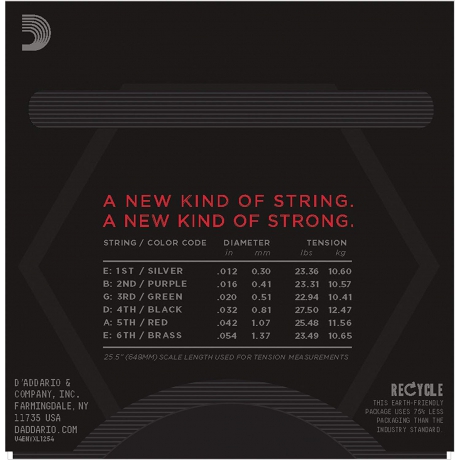 A NEW KIND OF STRING.
A NEW KIND OF STRONG.
STRING / COLOR CODE DIAMETER TENSION
in mm lbs kg
E: 1ST / SILVER .012 0.30 23.36 10.60
B: 2ND / PURPLE .016 0.41 23.31 10.57
G: 3RD / GREEN .020 0.51 22.94 10.41
D: 4TH / BLACK .032 0.81 27.50 12.47
A: 5TH / RED .042 1.07 25.48 11.56
E: 6TH / BRASS .054 1.37 23.49 10.65
25.5" (648MM) SCALE LENGTH USED FOR TENSION MEASUREMENTS
D'ADDARIO &
COMPANY, INC.
FARMINGDALE, NY
11735 USA
DADDARIO.COM
V4ENYXL1254
RECYCLE
THIS EARTH-FRIENDLY
PACKAGE USES 75% LESS
PACKAGING THAN THE
INDUSTRY STANDARD.